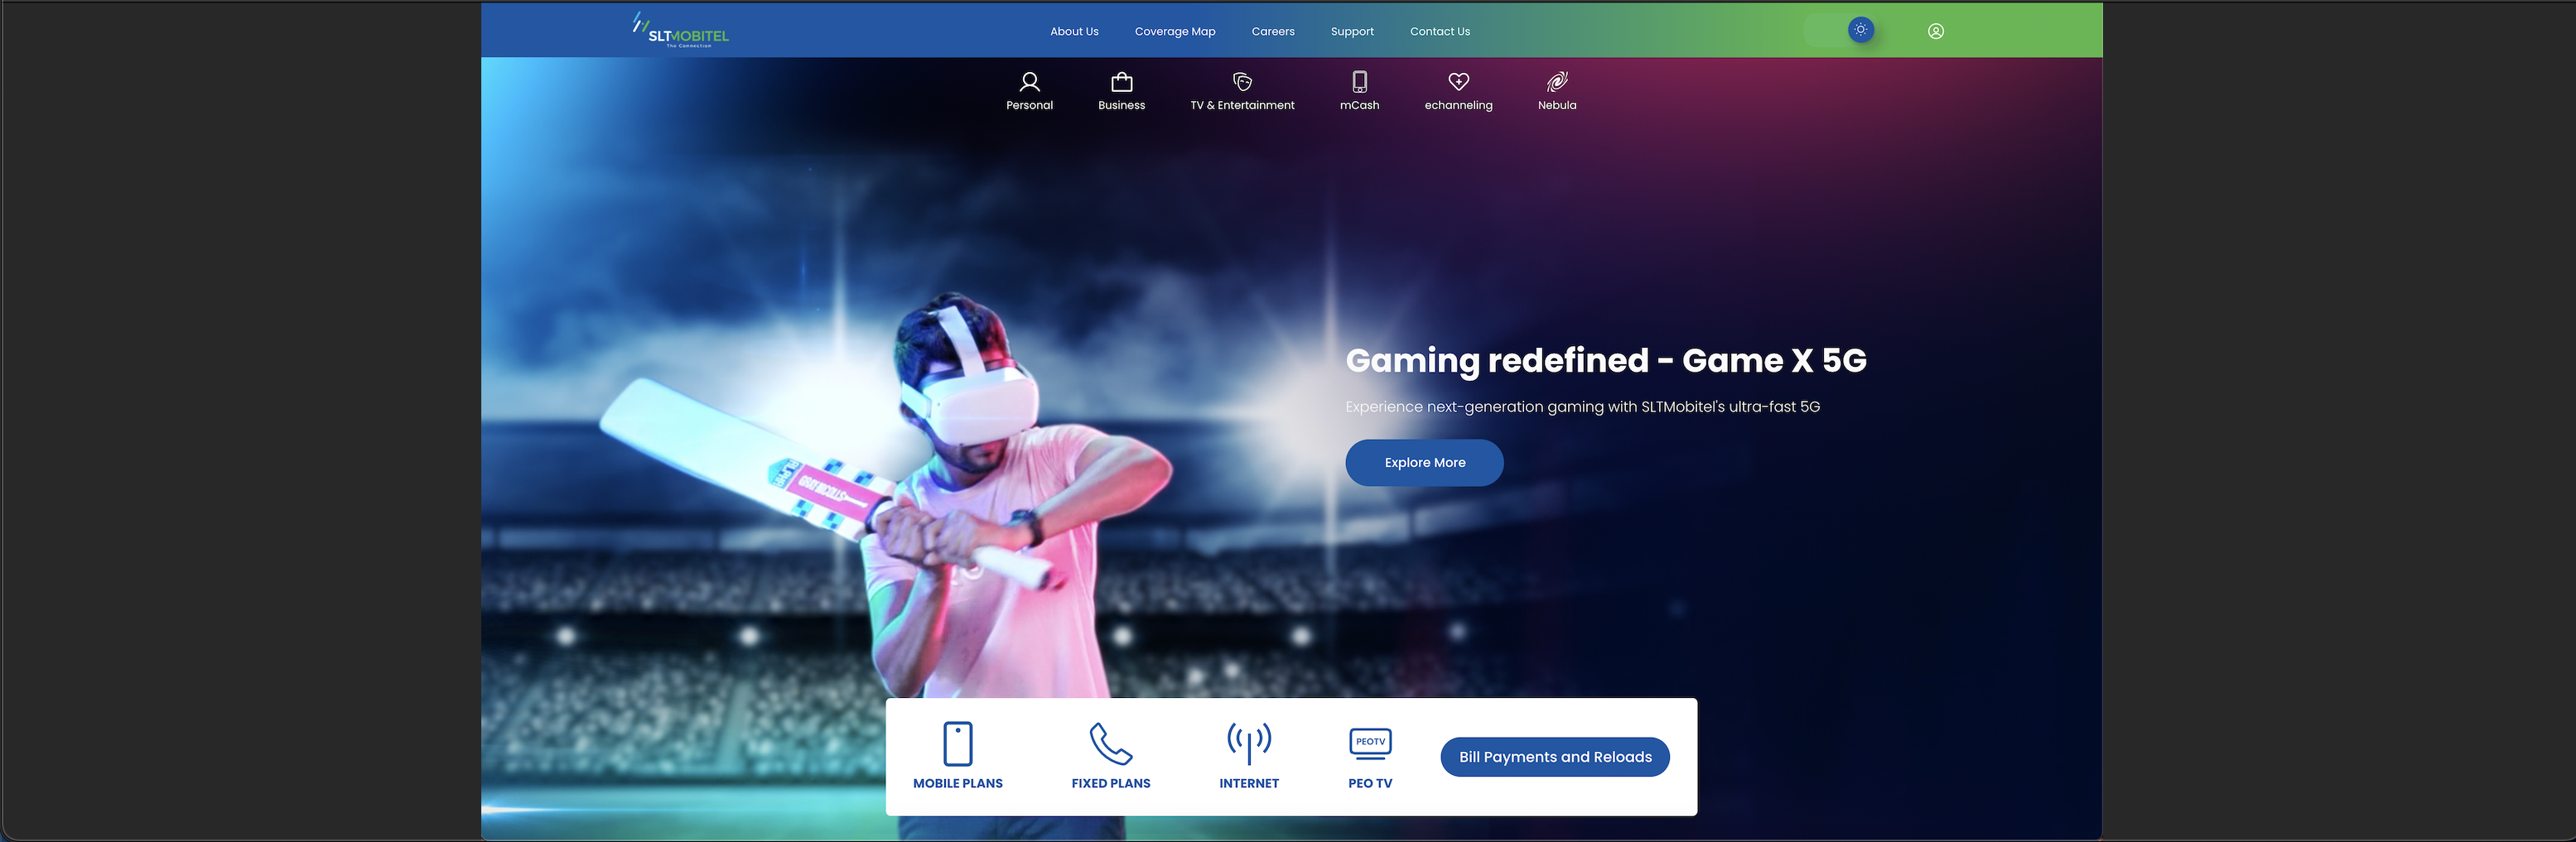 SLTMOBITEL
The Connection
About Us
Coverage Map
Careers
Support
Contact Us
Personal
Business
TV & Entertainment
mCash
echanneling
Nebula
Gaming redefined - Game X 5G
Experience next-generation gaming with SLTMobitel's ultra-fast 5G
Explore More
GRAY NICOLLS
PEOTV
MOBILE PLANS
FIXED PLANS
INTERNET
PEO TV
Bill Payments and Reloads